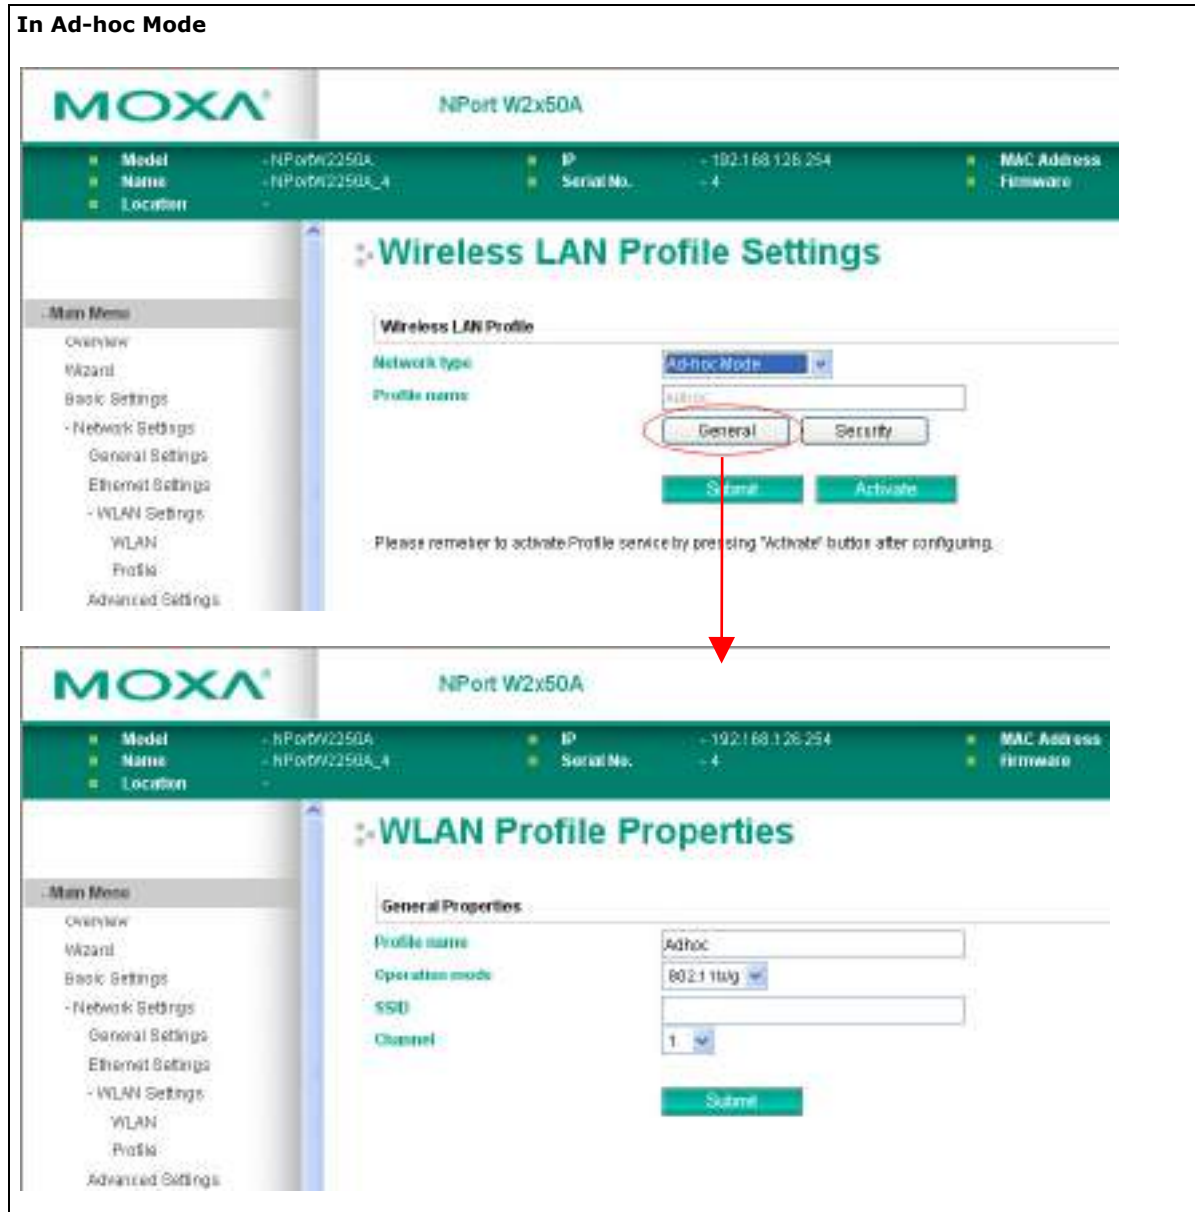 In Ad-hoc Mode
MOXA
NPort W2x50A
Model - NPortW2250A IP - 192.168.126.254 MAC Address
Name - NPortW2250A_4 Serial No. - 4 Firmware
Location -
Wireless LAN Profile Settings
- Main Menu
Overview
Wizard
Basic Settings
- Network Settings
General Settings
Ethernet Settings
- WLAN Settings
WLAN
Profile
Advanced Settings
Wireless LAN Profile
Network type Ad-hoc Mode
Profile name Adhoc
General Security
Submit Activate
Please remeber to activate Profile service by pressing "Activate" button after configuring.
MOXA
NPort W2x50A
Model - NPortW2250A IP - 192.168.126.254 MAC Address
Name - NPortW2250A_4 Serial No. - 4 Firmware
Location -
WLAN Profile Properties
- Main Menu
Overview
Wizard
Basic Settings
- Network Settings
General Settings
Ethernet Settings
- WLAN Settings
WLAN
Profile
Advanced Settings
General Properties
Profile name Adhoc
Operation mode 802.11b/g
SSID
Channel 1
Submit